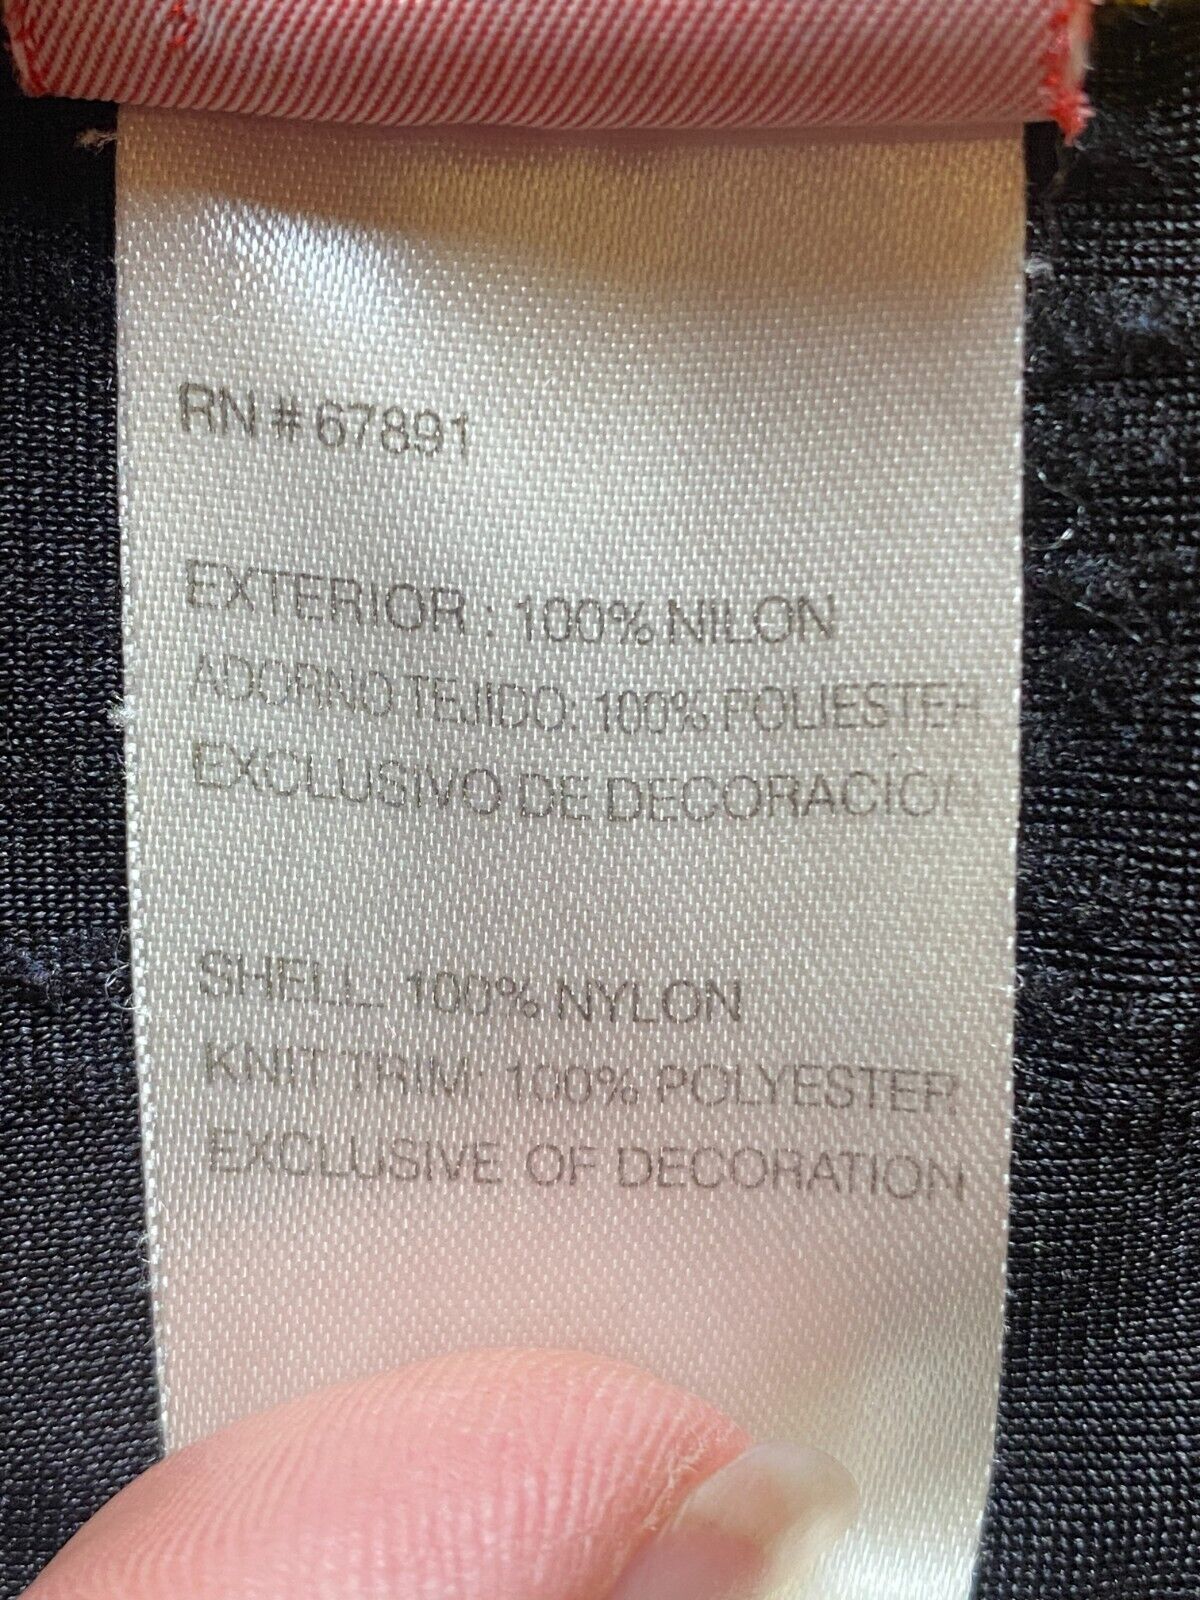 RN # 67891
EXTERIOR : 100% NILON
ADORNO TEJIDO: 100% POLIESTER
EXCLUSIVO DE DECORACION
SHELL: 100% NYLON
KNIT TRIM: 100% POLYESTER
EXCLUSIVE OF DECORATION